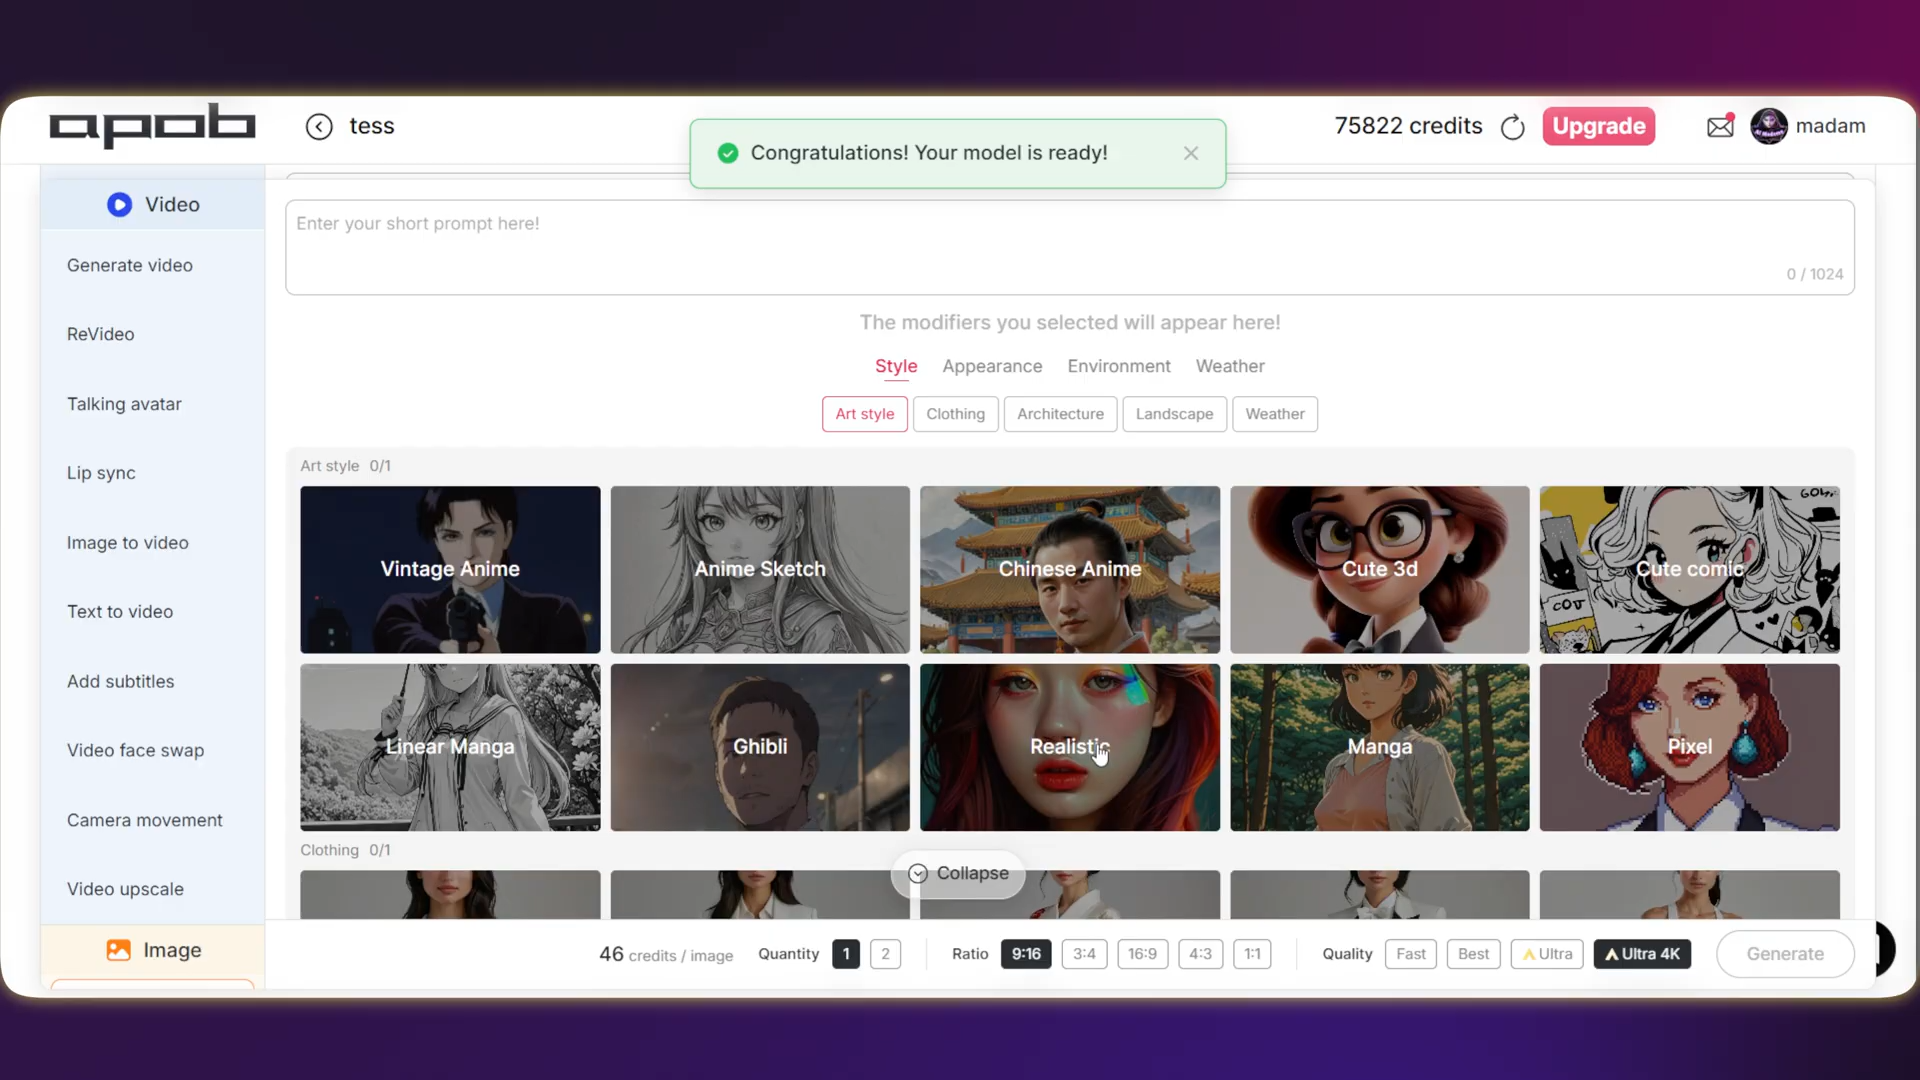 apob
tess
Congratulations! Your model is ready!
75822 credits
Upgrade
madam
Video
Generate video
ReVideo
Talking avatar
Lip sync
Image to video
Text to video
Add subtitles
Video face swap
Camera movement
Video upscale
Image
Enter your short prompt here!
0 / 1024
The modifiers you selected will appear here!
Style Appearance Environment Weather
Art style Clothing Architecture Landscape Weather
Art style 0/1
Vintage Anime Anime Sketch Chinese Anime Cute 3d Cute comic
Linear Manga Ghibli Realistic Manga Pixel
Clothing 0/1
Collapse
46 credits / image Quantity 1 2 Ratio 9:16 3:4 16:9 4:3 1:1 Quality Fast Best Ultra Ultra 4K Generate